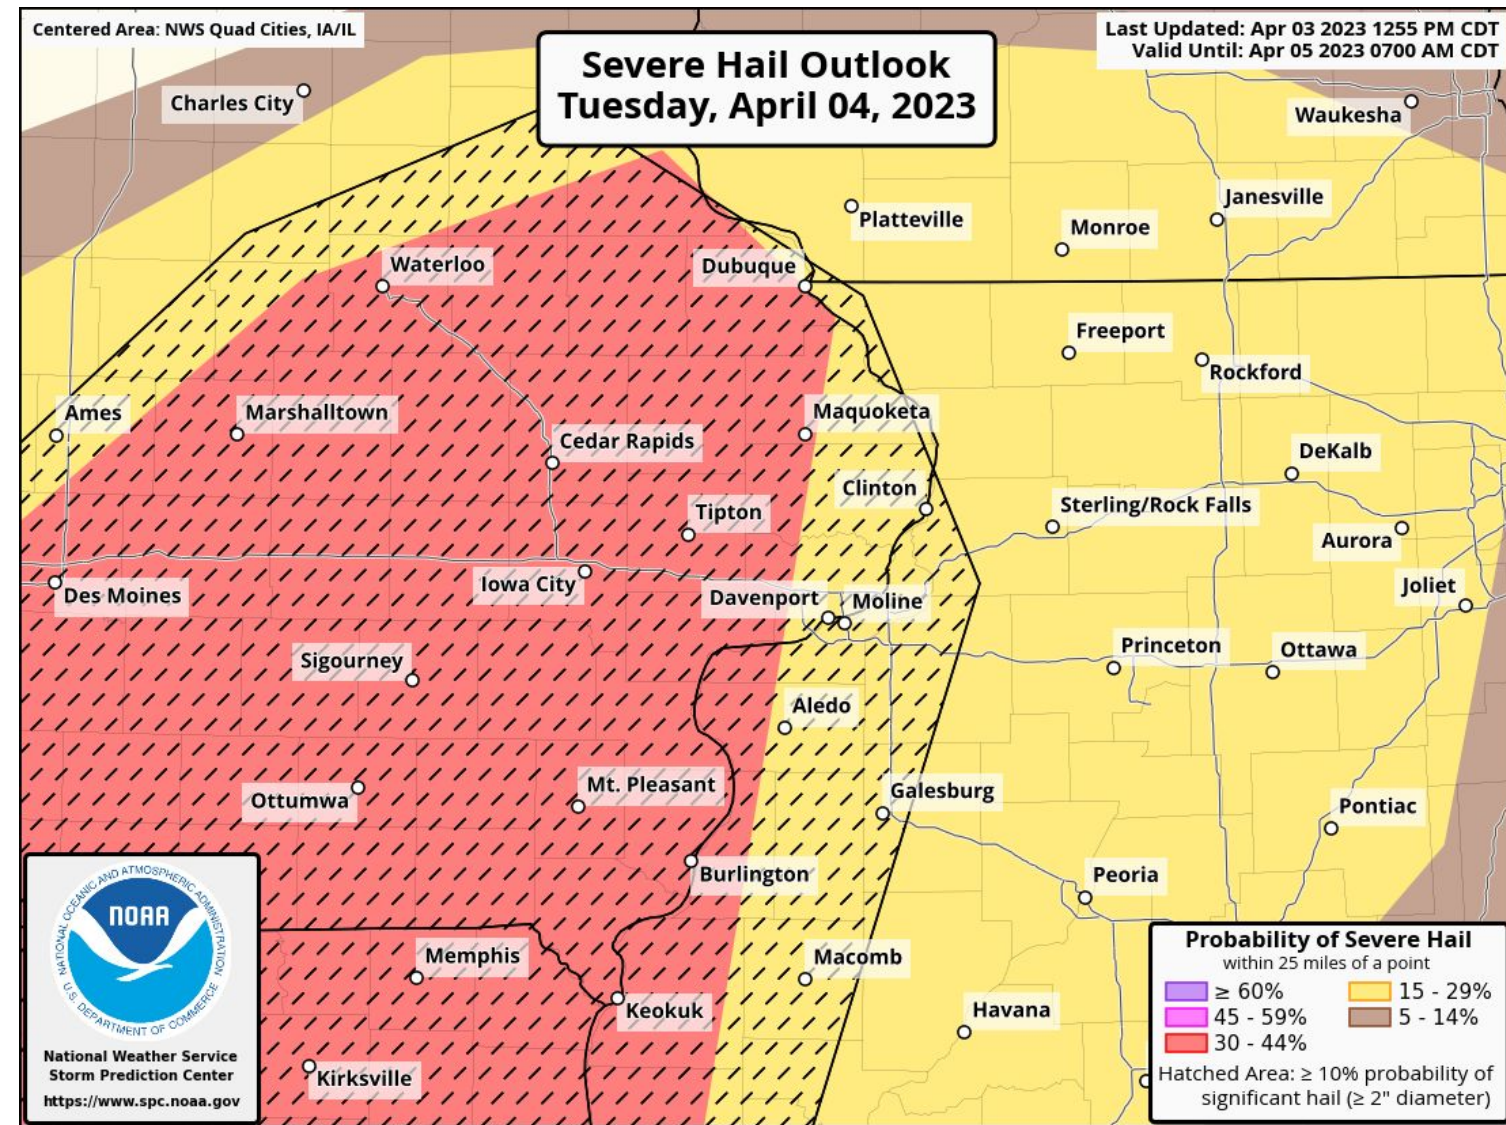 Centered Area: NWS Quad Cities, IA/IL
Last Updated: Apr 03 2023 1255 PM CDT
Valid Until: Apr 05 2023 0700 AM CDT
Severe Hail Outlook
Tuesday, April 04, 2023
Charles City
Waukesha
Platteville
Monroe
Janesville
Waterloo
Dubuque
Freeport
Rockford
Ames
Marshalltown
Cedar Rapids
Maquoketa
DeKalb
Clinton
Tipton
Sterling/Rock Falls
Aurora
Des Moines
Iowa City
Davenport
Moline
Joliet
Sigourney
Princeton
Ottawa
Aledo
Ottumwa
Mt. Pleasant
Galesburg
Pontiac
Burlington
Peoria
Memphis
Macomb
Keokuk
Havana
Kirksville
NATIONAL OCEANIC AND ATMOSPHERIC ADMINISTRATION
NOAA
U.S. DEPARTMENT OF COMMERCE
National Weather Service
Storm Prediction Center
https://www.spc.noaa.gov
Probability of Severe Hail
within 25 miles of a point
≥ 60%
15 - 29%
45 - 59%
5 - 14%
30 - 44%
Hatched Area: ≥ 10% probability of
significant hail (≥ 2" diameter)